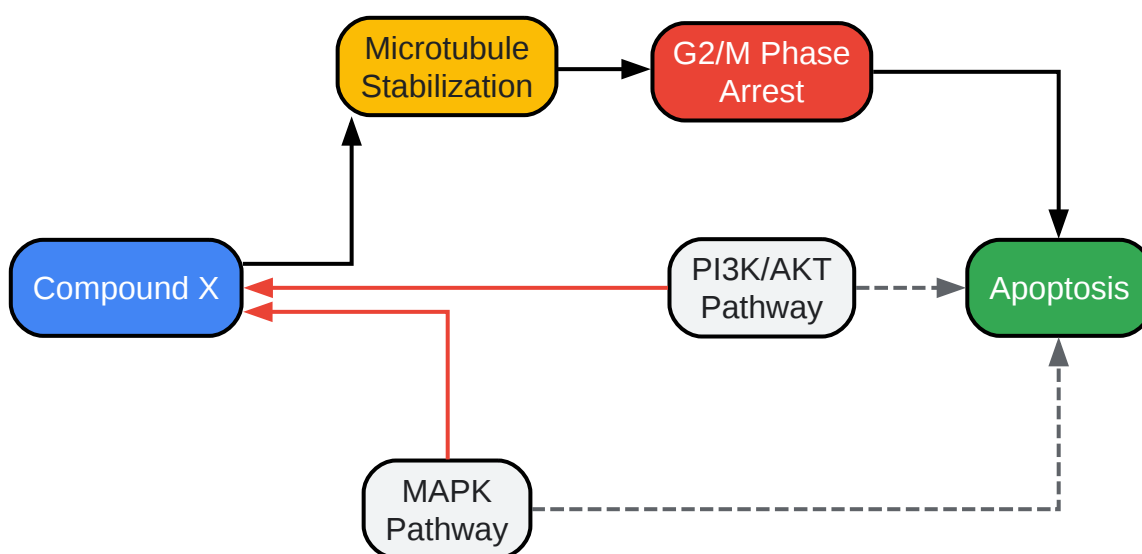 Microtubule
Stabilization
G2/M Phase
Arrest
Compound X
PI3K/AKT
Pathway
Apoptosis
MAPK
Pathway